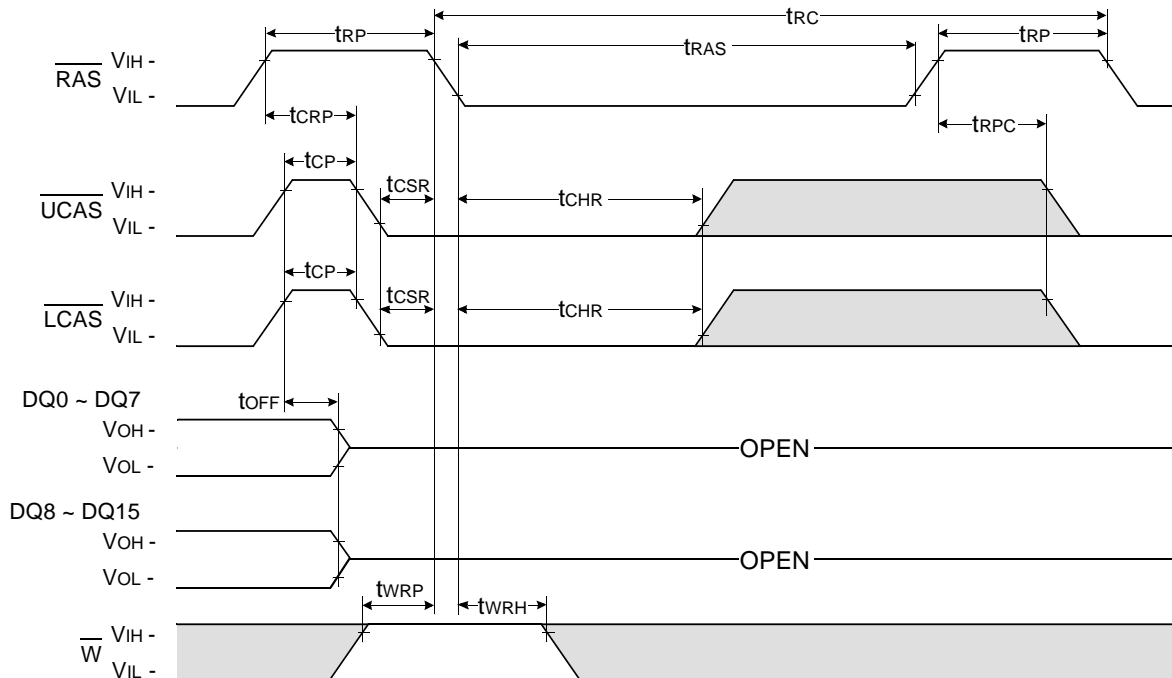 tRC
tRP tRAS tRP
RAS VIH -
VIL -
tCRP tRPC
tCP
UCAS VIH - tCSR tCHR
VIL -
tCP
LCAS VIH - tCSR tCHR
VIL -
DQ0 ~ DQ7 tOFF
VOH -
VOL - OPEN
DQ8 ~ DQ15
VOH -
VOL - OPEN
tWRP tWRH
W VIH -
VIL -